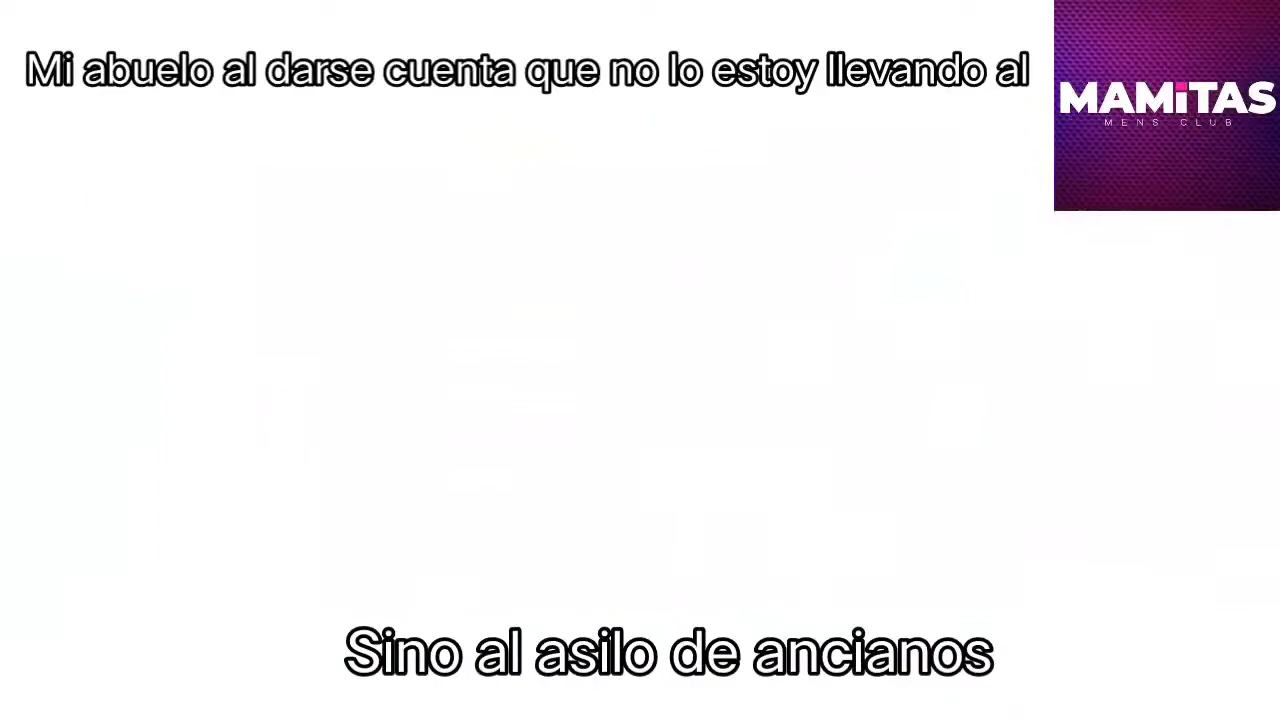 Mi abuelo al darse cuenta que no lo estoy llevando al
MAMiTAS
MENS CLUB
Sino al asilo de ancianos